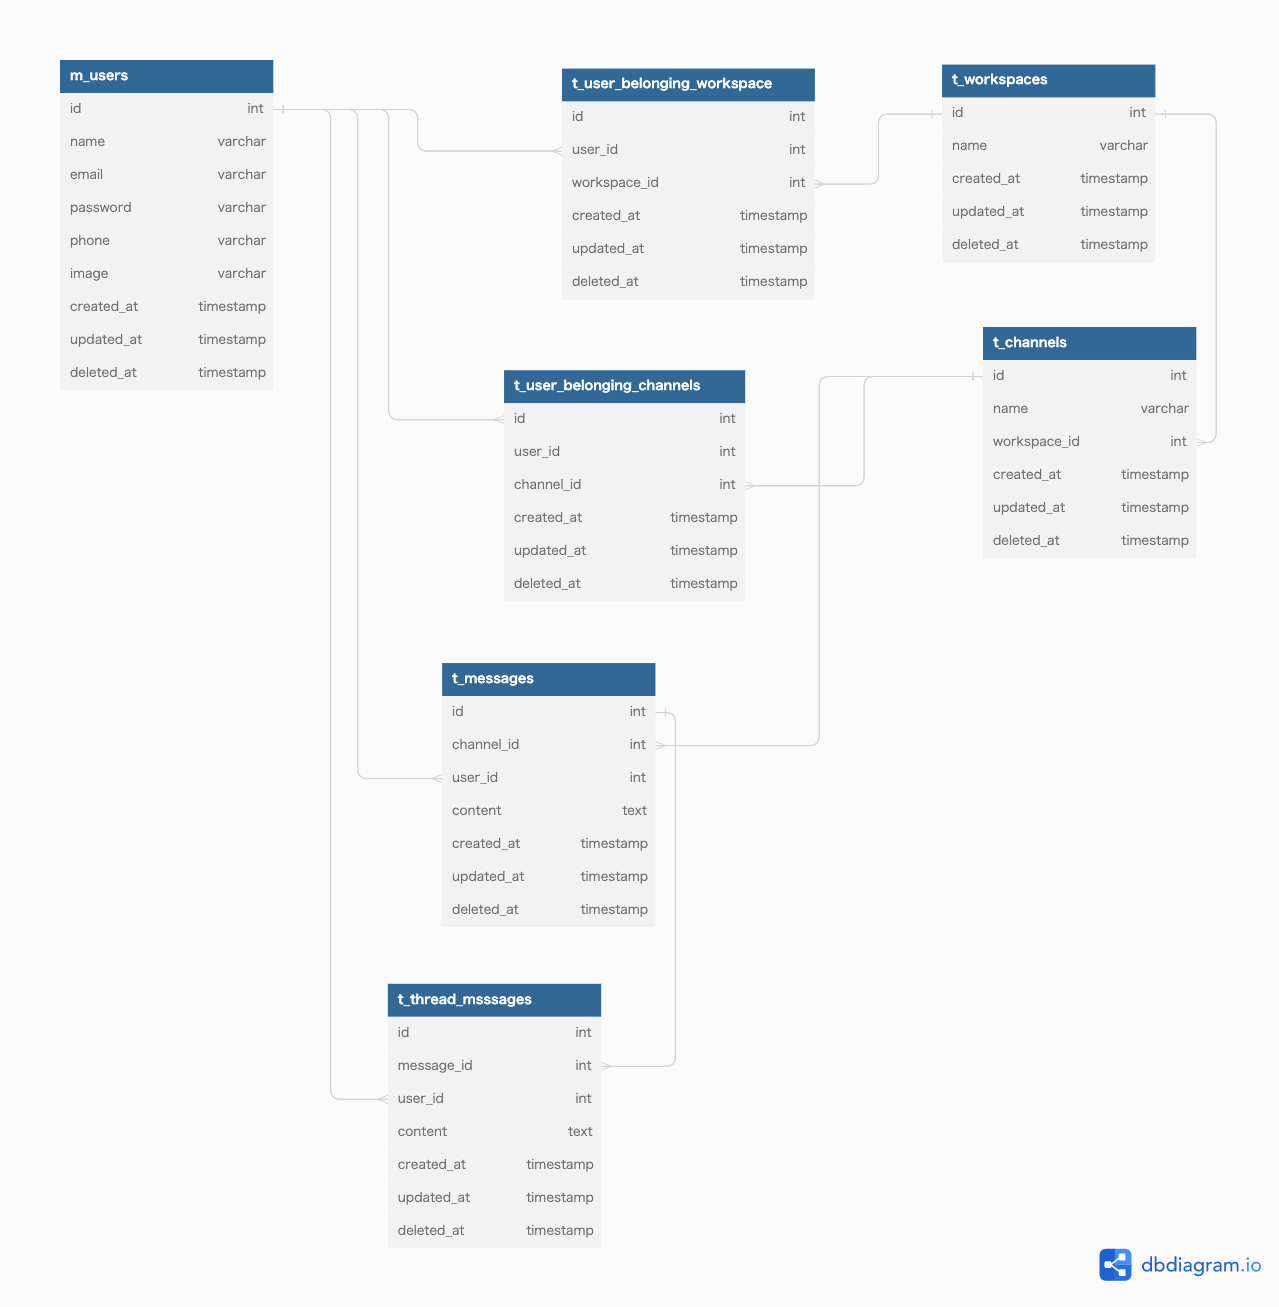 m_users
id int
name varchar
email varchar
password varchar
phone varchar
image varchar
created_at timestamp
updated_at timestamp
deleted_at timestamp
t_user_belonging_workspace
id int
user_id int
workspace_id int
created_at timestamp
updated_at timestamp
deleted_at timestamp
t_workspaces
id int
name varchar
created_at timestamp
updated_at timestamp
deleted_at timestamp
t_user_belonging_channels
id int
user_id int
channel_id int
created_at timestamp
updated_at timestamp
deleted_at timestamp
t_channels
id int
name varchar
workspace_id int
created_at timestamp
updated_at timestamp
deleted_at timestamp
t_messages
id int
channel_id int
user_id int
content text
created_at timestamp
updated_at timestamp
deleted_at timestamp
t_thread_msssages
id int
message_id int
user_id int
content text
created_at timestamp
updated_at timestamp
deleted_at timestamp
dbdiagram.io